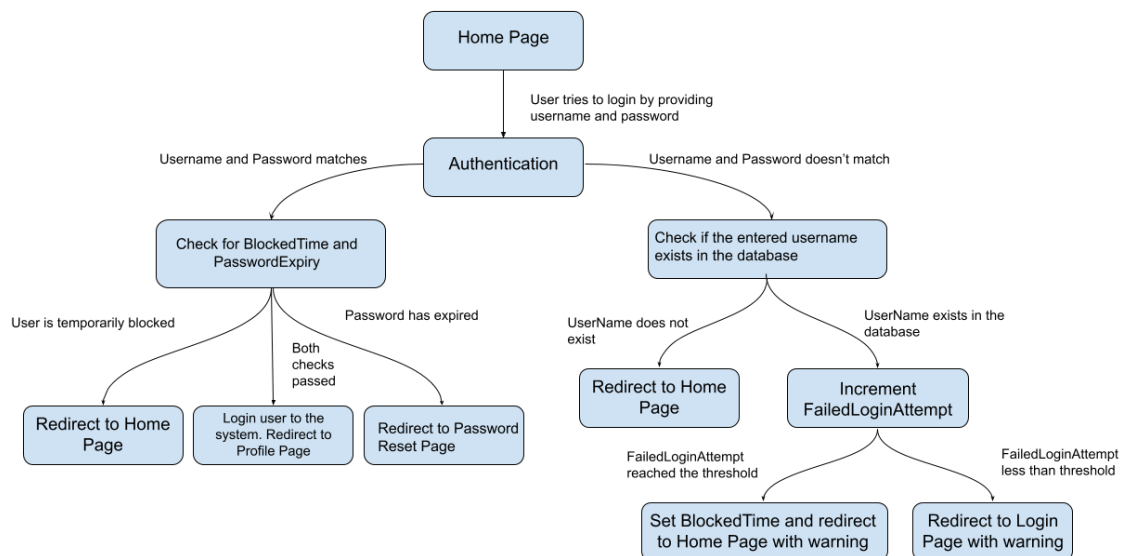 Home Page
User tries to login by providing
username and password
Authentication
Username and Password matches
Username and Password doesn't match
Check for BlockedTime and
PasswordExpiry
Check if the entered username
exists in the database
User is temporarily blocked
Both
checks
passed
Password has expired
UserName does not
exist
UserName exists in the
database
Redirect to Home
Page
Login user to the
system. Redirect to
Profile Page
Redirect to Password
Reset Page
Redirect to Home
Page
Increment
FailedLoginAttempt
FailedLoginAttempt
reached the threshold
FailedLoginAttempt
less than threshold
Set BlockedTime and redirect
to Home Page with warning
Redirect to Login
Page with warning